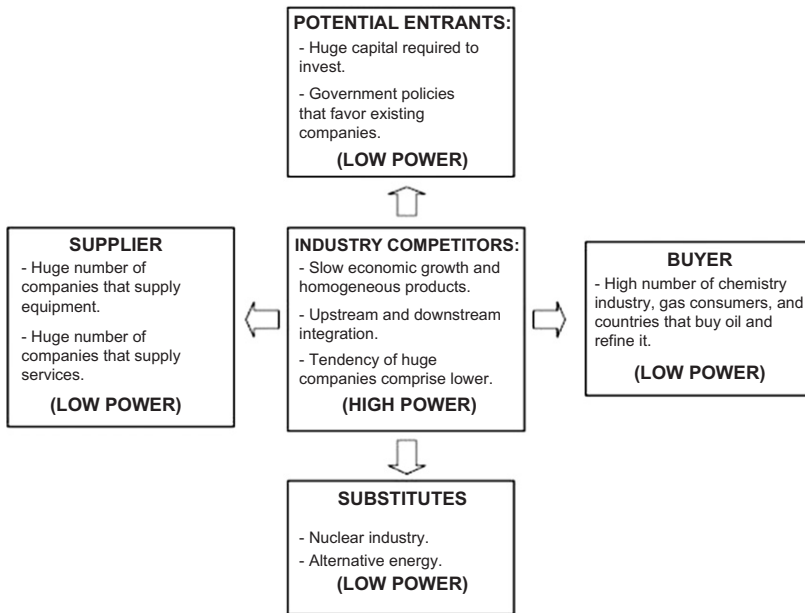 POTENTIAL ENTRANTS:
- Huge capital required to
invest.
- Government policies
that favor existing
companies.
(LOW POWER)
SUPPLIER
- Huge number of
companies that supply
equipment.
- Huge number of
companies that supply
services.
(LOW POWER)
INDUSTRY COMPETITORS:
- Slow economic growth and
homogeneous products.
- Upstream and downstream
integration.
- Tendency of huge
companies comprise lower.
(HIGH POWER)
BUYER
- High number of chemistry
industry, gas consumers, and
countries that buy oil and
refine it.
(LOW POWER)
SUBSTITUTES
- Nuclear industry.
- Alternative energy.
(LOW POWER)